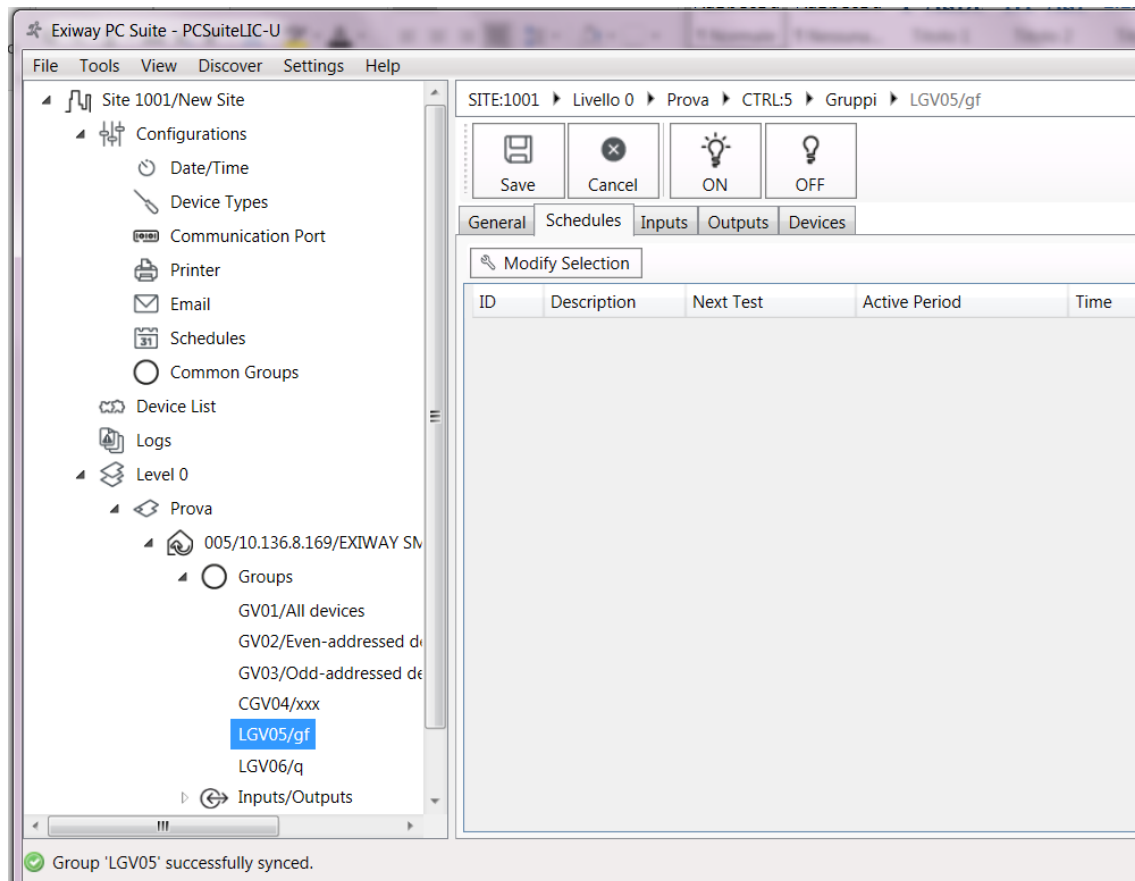 Exiway PC Suite - PCSuiteLIC-U
File Tools View Discover Settings Help
Site 1001/New Site
Configurations
Date/Time
Device Types
Communication Port
Printer
Email
31 Schedules
Common Groups
Device List
Logs
Level 0
Prova
005/10.136.8.169/EXIWAY SM
Groups
GV01/All devices
GV02/Even-addressed de
GV03/Odd-addressed de
CGV04/xxx
LGV05/gf
LGV06/q
Inputs/Outputs
SITE:1001 Livello 0 Prova CTRL:5 Gruppi LGV05/gf
Save Cancel ON OFF
General Schedules Inputs Outputs Devices
Modify Selection
ID Description Next Test Active Period Time
Group 'LGV05' successfully synced.